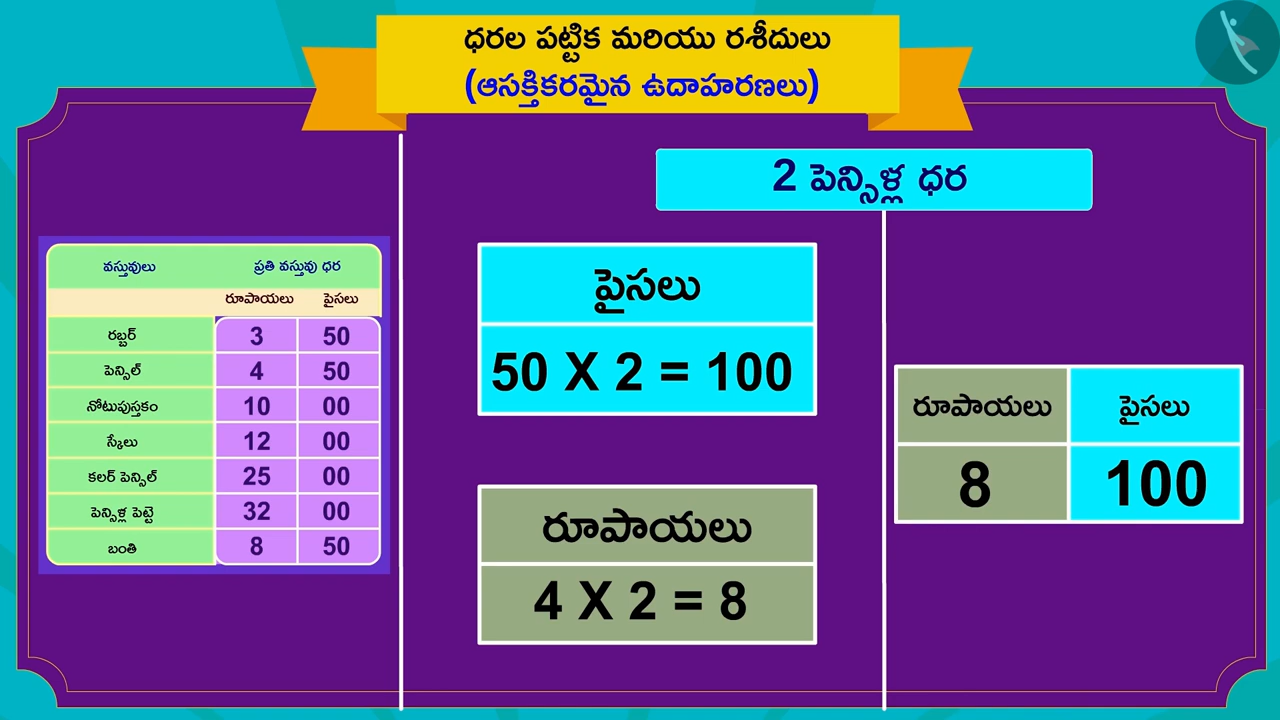 ధరల పట్టిక మరియు రశీదులు
(ఆసక్తికరమైన ఉదాహరణలు)
2 పెన్సిళ్ల ధర
వస్తువులు ప్రతి వస్తువు ధర
రూపాయలు పైసలు
రబ్బర్ 3 50
పెన్సిల్ 4 50
నోటుపుస్తకం 10 00
స్కేలు 12 00
కలర్ పెన్సిల్ 25 00
పెన్సిళ్ల పెట్టె 32 00
బంతి 8 50
పైసలు
50 X 2 = 100
రూపాయలు
4 X 2 = 8
రూపాయలు పైసలు
8 100